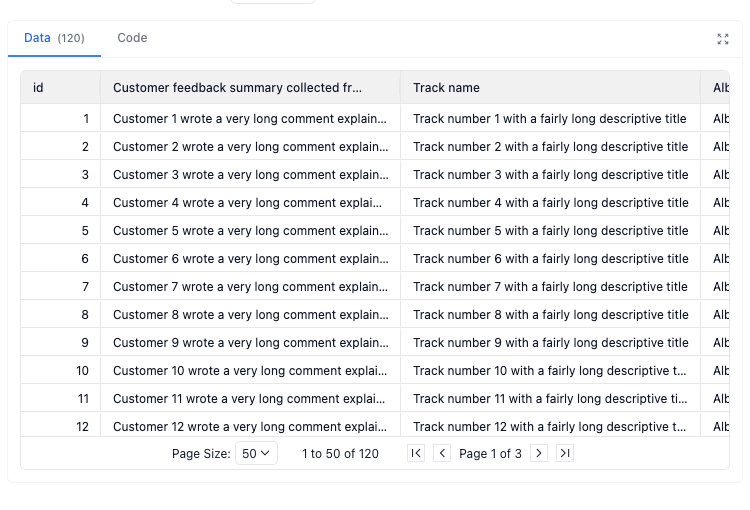 Data (120) Code
id Customer feedback summary collected fr... Track name Alb
1 Customer 1 wrote a very long comment explain... Track number 1 with a fairly long descriptive title Alb
2 Customer 2 wrote a very long comment explain... Track number 2 with a fairly long descriptive title Alb
3 Customer 3 wrote a very long comment explain... Track number 3 with a fairly long descriptive title Alb
4 Customer 4 wrote a very long comment explai... Track number 4 with a fairly long descriptive title Alb
5 Customer 5 wrote a very long comment explain... Track number 5 with a fairly long descriptive title Alb
6 Customer 6 wrote a very long comment explain... Track number 6 with a fairly long descriptive title Alb
7 Customer 7 wrote a very long comment explain... Track number 7 with a fairly long descriptive title Alb
8 Customer 8 wrote a very long comment explain... Track number 8 with a fairly long descriptive title Alb
9 Customer 9 wrote a very long comment explain... Track number 9 with a fairly long descriptive title Alb
10 Customer 10 wrote a very long comment explai... Track number 10 with a fairly long descriptive t... Alb
11 Customer 11 wrote a very long comment explai... Track number 11 with a fairly long descriptive ti... Alb
12 Customer 12 wrote a very long comment explai... Track number 12 with a fairly long descriptive t... Alb
Page Size: 50 1 to 50 of 120 Page 1 of 3